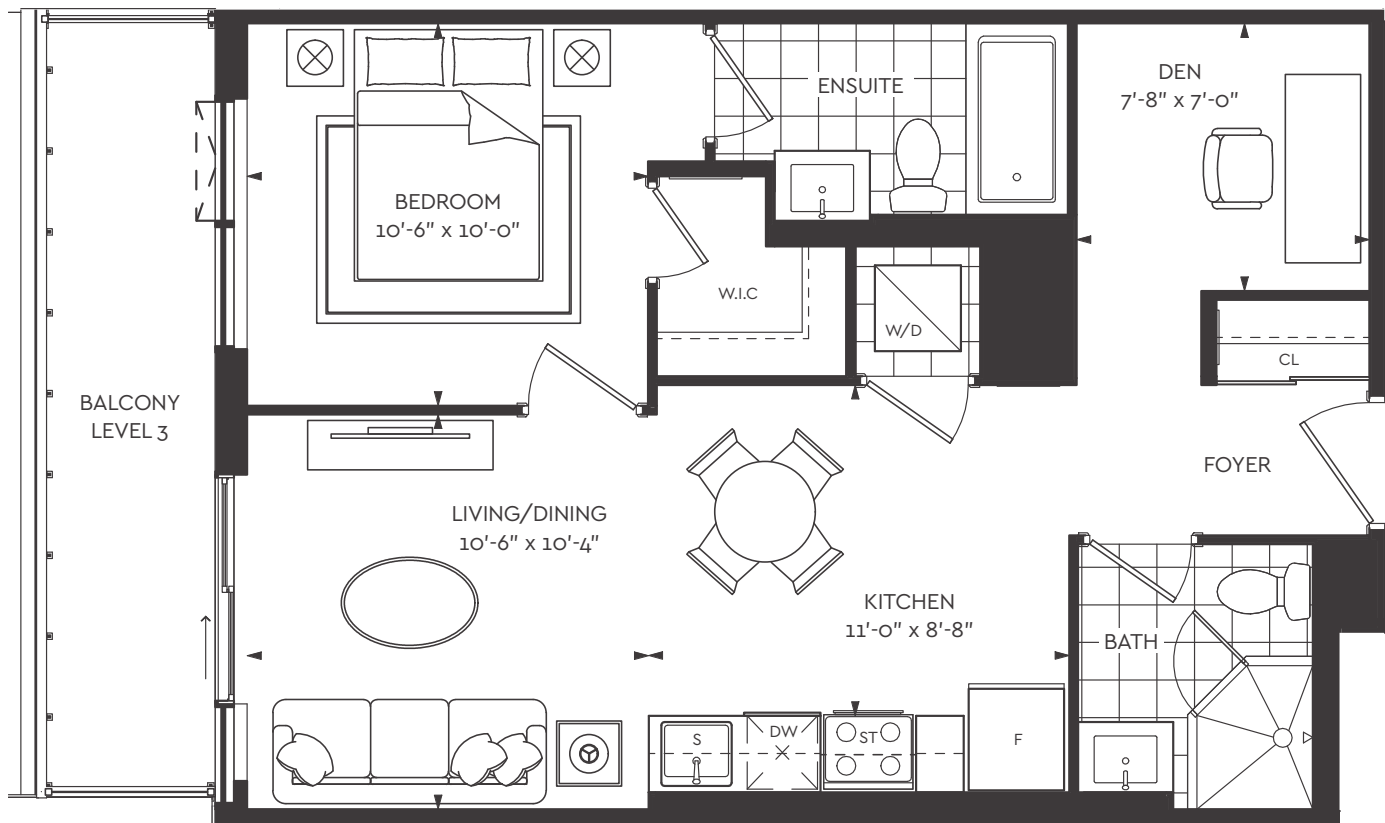 ENSUITE
DEN
7'-8" x 7'-0"
BEDROOM
10'-6" x 10'-0"
W.I.C
W/D
CL
BALCONY
LEVEL 3
FOYER
LIVING/DINING
10'-6" x 10'-4"
KITCHEN
11'-0" x 8'-8"
BATH
S
DW
ST
F